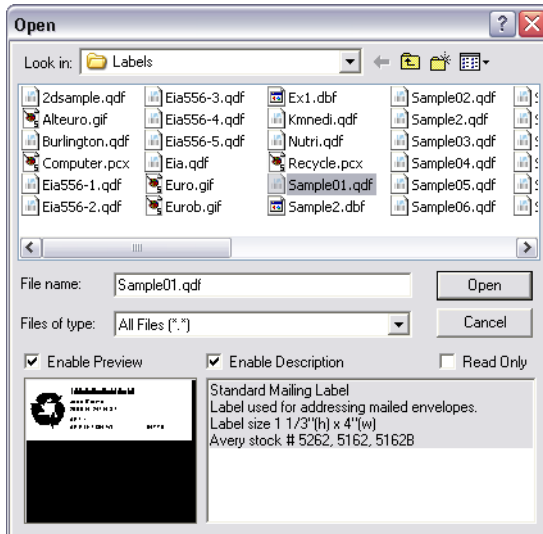 Open
Look in: Labels
2dsample.qdf Eia556-3.qdf Ex1.dbf Sample02.qdf
Alteuro.gif Eia556-4.qdf Kmnedi.qdf Sample2.qdf
Burlington.qdf Eia556-5.qdf Nutri.qdf Sample03.qdf
Computer.pcx Eia.qdf Recycle.pcx Sample04.qdf
Eia556-1.qdf Euro.gif Sample01.qdf Sample05.qdf
Eia556-2.qdf Eurob.gif Sample2.dbf Sample06.qdf
File name: Sample01.qdf Open
Files of type: All Files (*.*) Cancel
Enable Preview Enable Description Read Only
Standard Mailing Label
Label used for addressing mailed envelopes.
Label size 1 1/3"(h) x 4"(w)
Avery stock # 5262, 5162, 5162B